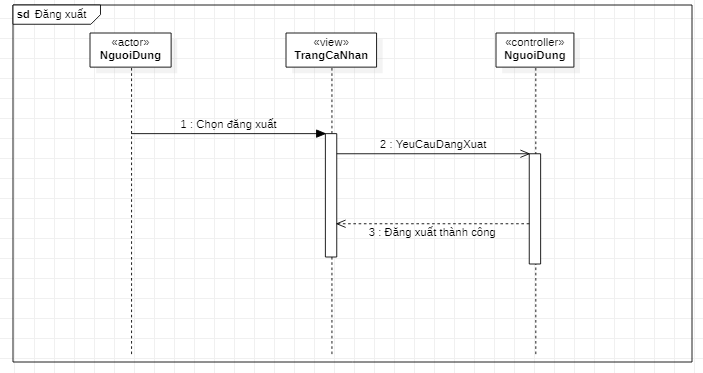 sd Đăng xuất
«actor»
NguoiDung
«view»
TrangCaNhan
«controller»
NguoiDung
1 : Chọn đăng xuất
2 : YeuCauDangXuat
3 : Đăng xuất thành công